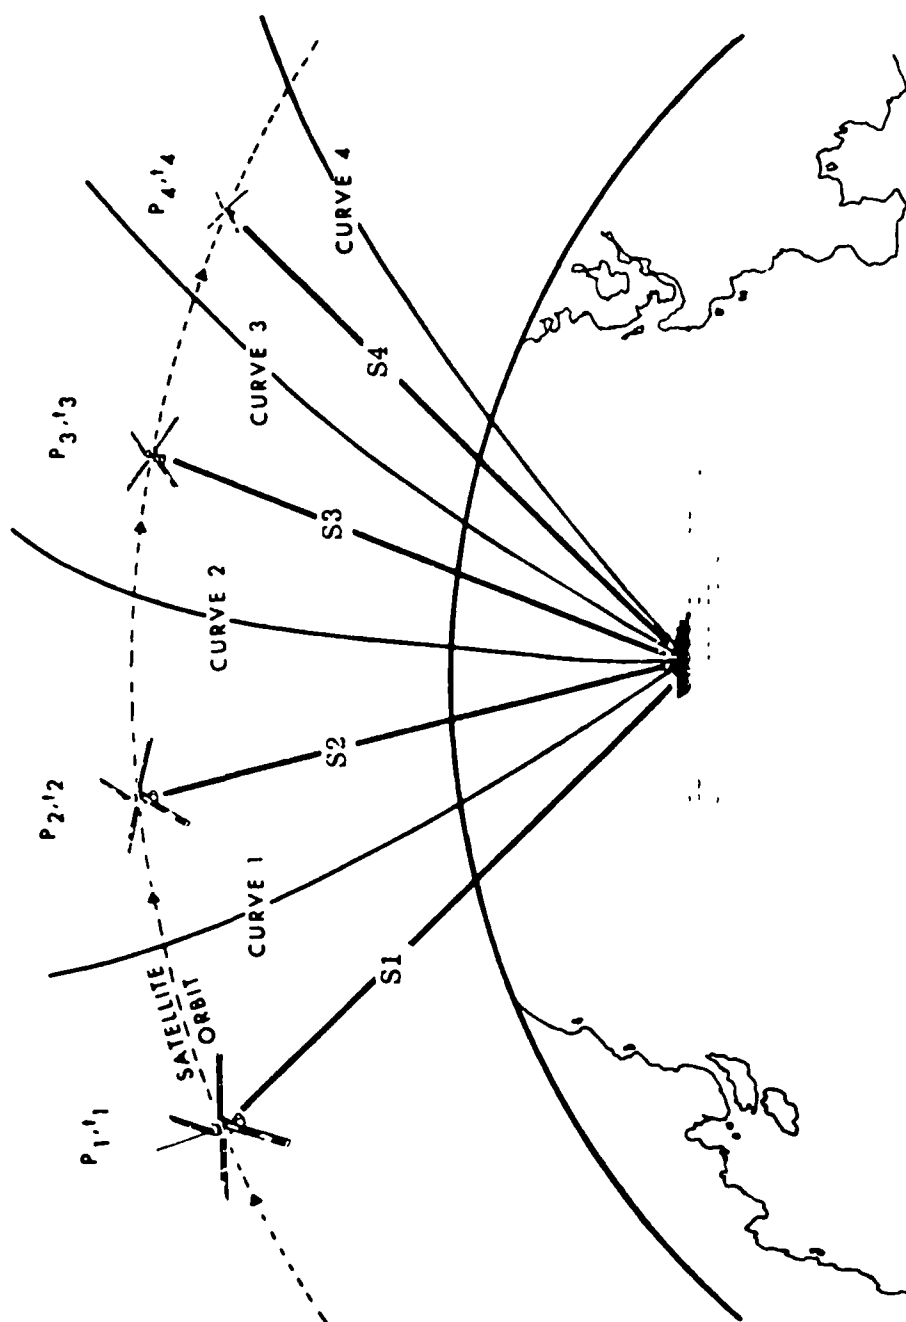 P1,t1
P2,t2
P3,t3
P4,t4
SATELLITE
ORBIT
CURVE 1
CURVE 2
CURVE 3
CURVE 4
S1
S2
S3
S4